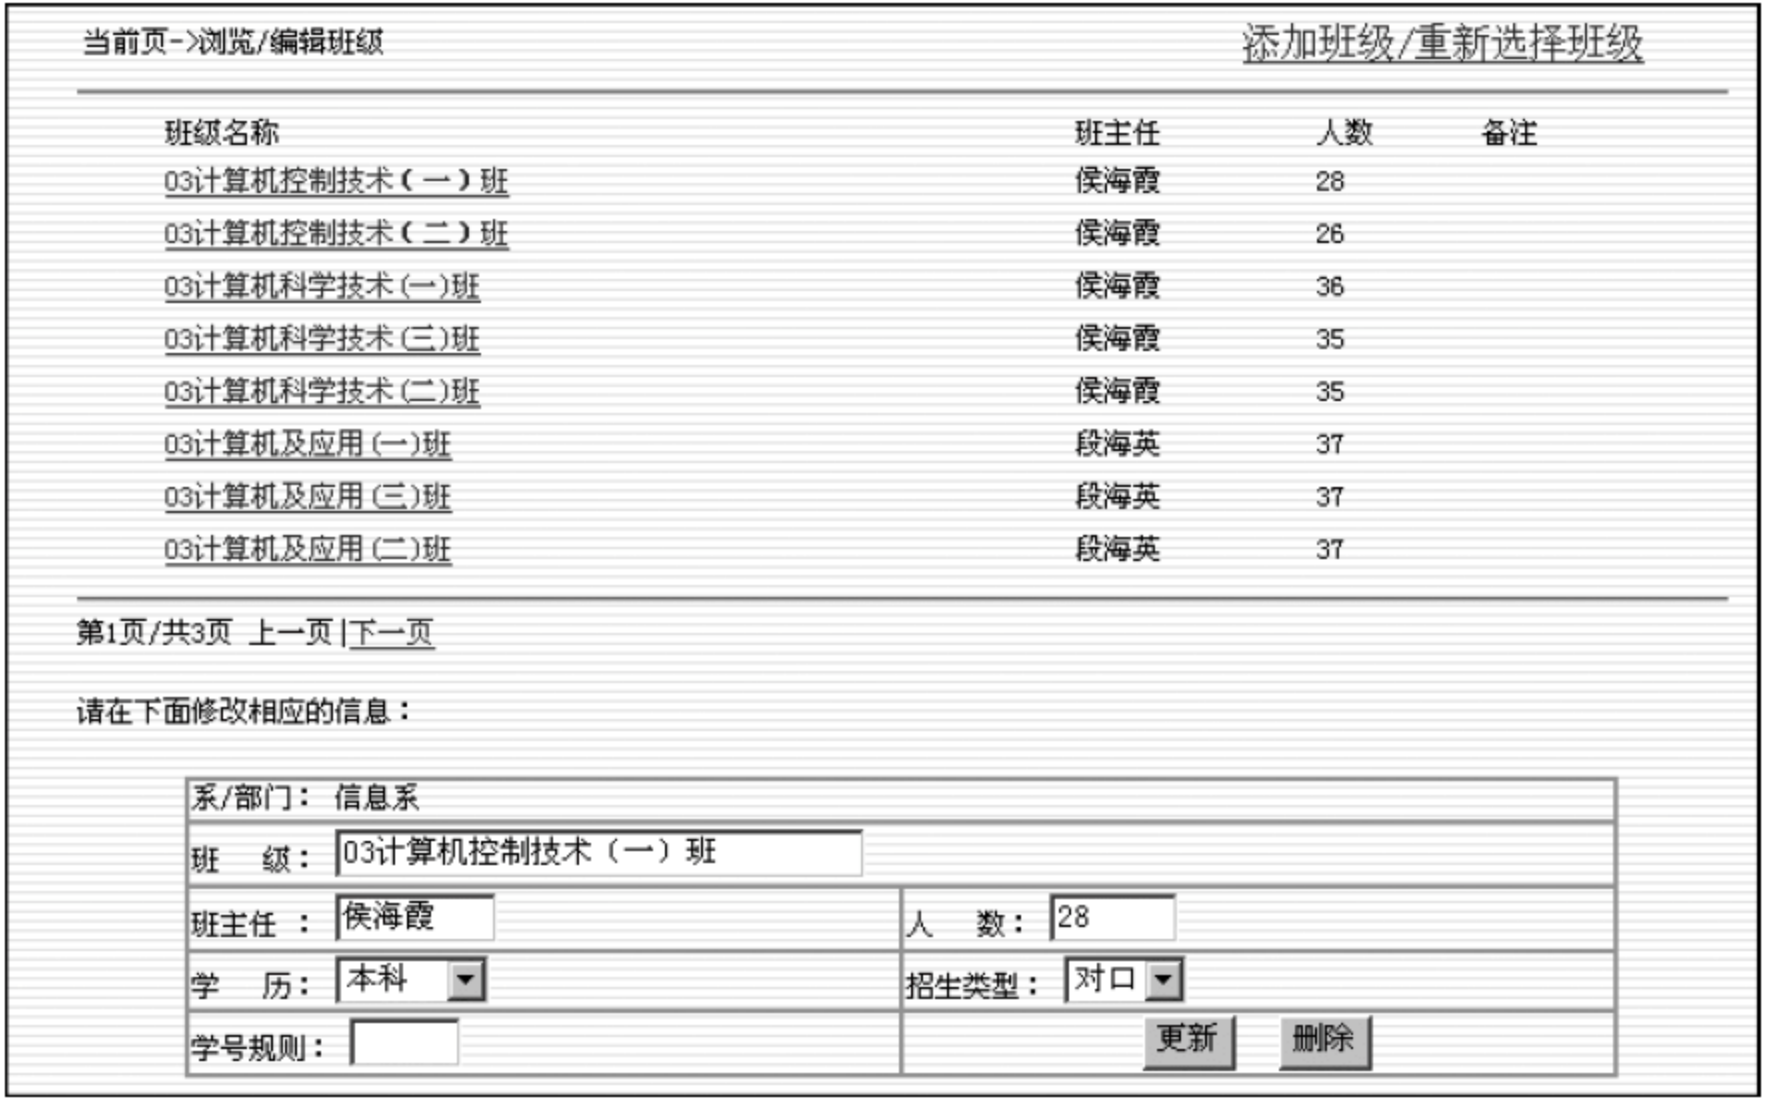 当前页->浏览/编辑班级 添加班级/重新选择班级
班级名称 班主任 人数 备注
03计算机控制技术（一）班 侯海霞 28
03计算机控制技术（二）班 侯海霞 26
03计算机科学技术(一)班 侯海霞 36
03计算机科学技术(三)班 侯海霞 35
03计算机科学技术(二)班 侯海霞 35
03计算机及应用(一)班 段海英 37
03计算机及应用(三)班 段海英 37
03计算机及应用(二)班 段海英 37
第1页/共3页 上一页|下一页
请在下面修改相应的信息：
系/部门： 信息系
班 级： 03计算机控制技术（一）班
班主任 ： 侯海霞 人 数： 28
学 历： 本科 招生类型： 对口
学号规则： 更新 删除